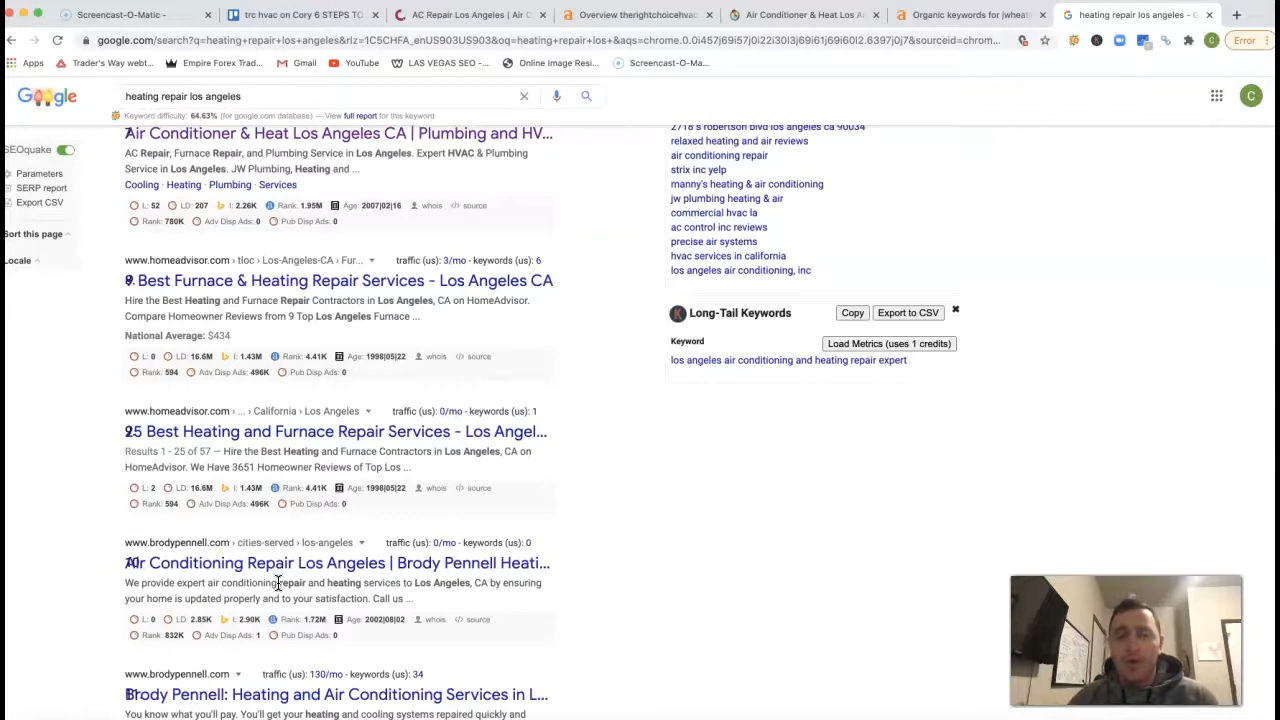 Screencast-O-Matic -
trc hvac on Cory 6 STEPS TO
AC Repair Los Angeles | Air C
Overview therightchoicehvac
Air Conditioner & Heat Los A
Organic keywords for jwheati
heating repair los angeles - G
google.com/search?q=heating+repair+los+angeles&rlz=1C5CHFA_enUS903US903&oq=heating+repair+los+&aqs=chrome.0.0i457j69i57j0i22i30l3j69i61j69i60l2.6397j0j7&sourceid=chrom...
Error
Apps
Trader's Way webt...
Empire Forex Trad...
Gmail
YouTube
LAS VEGAS SEO -...
Online Image Resi...
Screencast-O-Ma...
Google
heating repair los angeles
C
Keyword difficulty: 64.63% (for google.com database) · View full report for this keyword
SEOquake
Parameters
SERP report
Export CSV
Sort this page
Locale
7.
Air Conditioner & Heat Los Angeles CA | Plumbing and HV...
AC Repair, Furnace Repair, and Plumbing Service in Los Angeles. Expert HVAC & Plumbing
Service in Los Angeles. JW Plumbing, Heating and ...
Cooling · Heating · Plumbing · Services
L: 52 LD: 207 I: 2.26K Rank: 1.95M Age: 2007|02|16 whois source
Rank: 780K Adv Disp Ads: 0 Pub Disp Ads: 0
www.homeadvisor.com › tloc › Los-Angeles-CA › Fur... traffic (us): 3/mo - keywords (us): 6
Best Furnace & Heating Repair Services - Los Angeles CA
Hire the Best Heating and Furnace Repair Contractors in Los Angeles, CA on HomeAdvisor.
Compare Homeowner Reviews from 9 Top Los Angeles Furnace ...
National Average: $434
L: 0 LD: 16.6M I: 1.43M Rank: 4.41K Age: 1998|05|22 whois source
Rank: 594 Adv Disp Ads: 496K Pub Disp Ads: 0
www.homeadvisor.com › ... › California › Los Angeles traffic (us): 0/mo - keywords (us): 1
25 Best Heating and Furnace Repair Services - Los Angel...
Results 1 - 25 of 57 — Hire the Best Heating and Furnace Contractors in Los Angeles, CA on
HomeAdvisor. We Have 3651 Homeowner Reviews of Top Los ...
L: 2 LD: 16.6M I: 1.43M Rank: 4.41K Age: 1998|05|22 whois source
Rank: 594 Adv Disp Ads: 496K Pub Disp Ads: 0
www.brodypennell.com › cities-served › los-angeles traffic (us): 0/mo - keywords (us): 0
Air Conditioning Repair Los Angeles | Brody Pennell Heati...
We provide expert air conditioning repair and heating services to Los Angeles, CA by ensuring
your home is updated properly and to your satisfaction. Call us ...
L: 0 LD: 2.85K I: 2.90K Rank: 1.72M Age: 2002|08|02 whois source
Rank: 832K Adv Disp Ads: 1 Pub Disp Ads: 0
www.brodypennell.com traffic (us): 130/mo - keywords (us): 34
Brody Pennell: Heating and Air Conditioning Services in L...
You know what you'll pay. You'll get your heating and cooling systems repaired quickly and
2718 s robertson blvd los angeles ca 90034
relaxed heating and air reviews
air conditioning repair
strix inc yelp
manny's heating & air conditioning
jw plumbing heating & air
commercial hvac la
ac control inc reviews
precise air systems
hvac services in california
los angeles air conditioning, inc
Long-Tail Keywords
Copy
Export to CSV
Keyword
Load Metrics (uses 1 credits)
los angeles air conditioning and heating repair expert